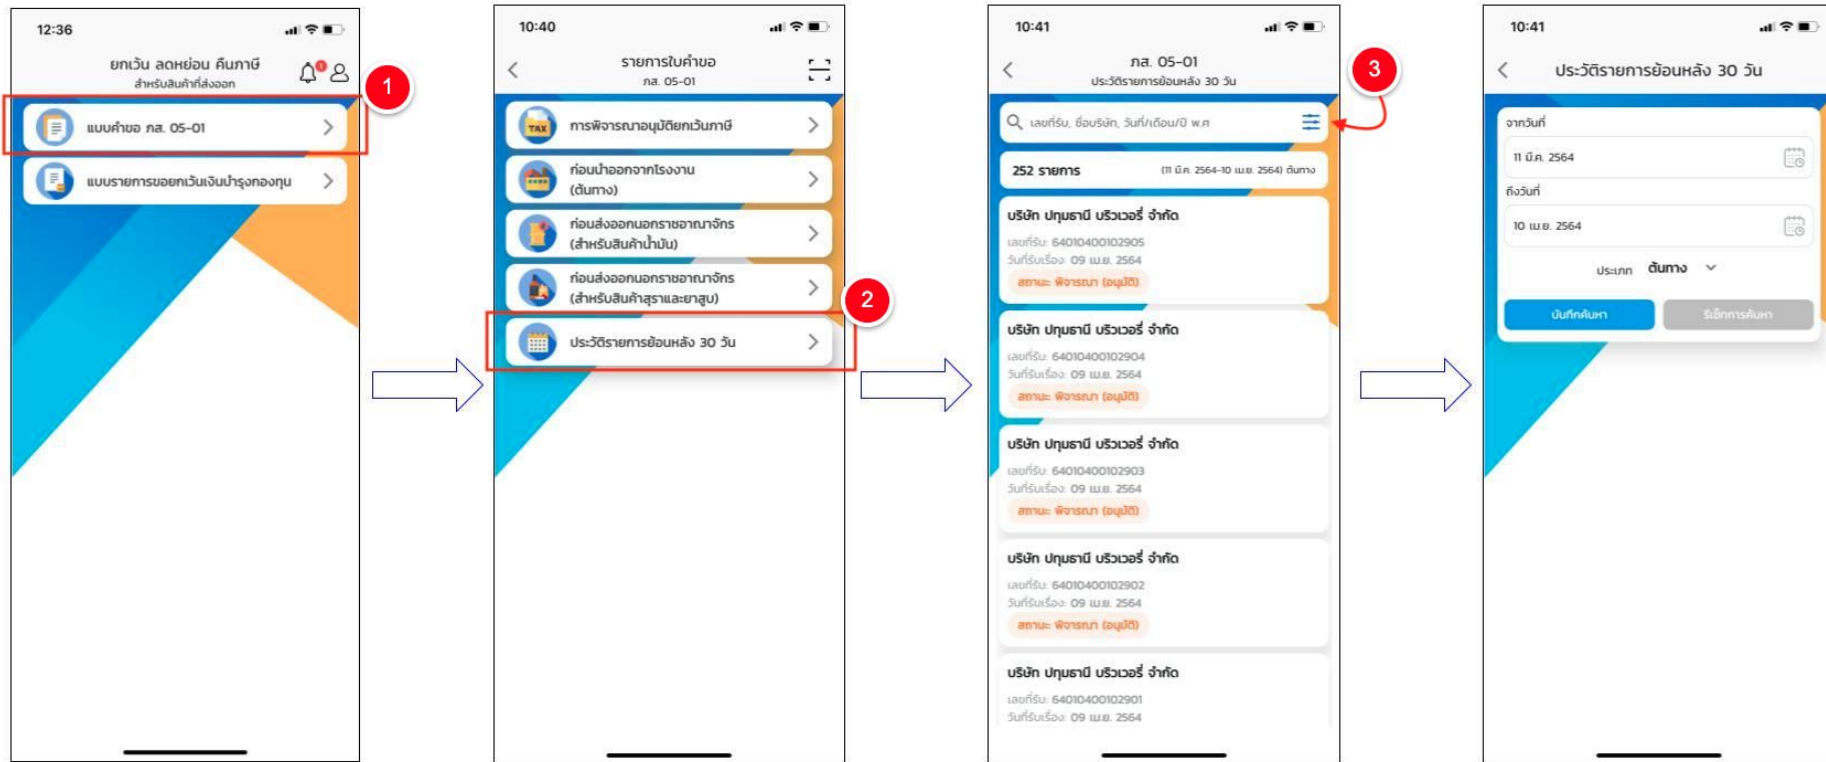 12:36
ยกเว้น ลดหย่อน คืนภาษี
สำหรับสินค้าที่ส่งออก
1
แบบคำขอ ภส. 05-01
แบบรายการขอยกเว้นเงินบำรุงกองทุน
10:40
รายการใบคำขอ
ภส. 05-01
TAX
การพิจารณาอนุมัติยกเว้นภาษี
ก่อนนำออกจากโรงงาน
(ต้นทาง)
ก่อนส่งออกนอกราชอาณาจักร
(สำหรับสินค้าน้ำมัน)
ก่อนส่งออกนอกราชอาณาจักร
(สำหรับสินค้าสุราและยาสูบ)
2
ประวัติรายการย้อนหลัง 30 วัน
10:41
ภส. 05-01
ประวัติรายการย้อนหลัง 30 วัน
3
เลขที่รับ, ชื่อบริษัท, วันที่/เดือน/ปี พ.ศ
252 รายการ (11 มี.ค. 2564-10 เม.ย. 2564) ต้นทาง
บริษัท ปทุมธานี บริวเวอรี่ จำกัด
เลขที่รับ: 64010400102905
วันที่รับเรื่อง: 09 เม.ย. 2564
สถานะ: พิจารณา (อนุมัติ)
บริษัท ปทุมธานี บริวเวอรี่ จำกัด
เลขที่รับ: 64010400102904
วันที่รับเรื่อง: 09 เม.ย. 2564
สถานะ: พิจารณา (อนุมัติ)
บริษัท ปทุมธานี บริวเวอรี่ จำกัด
เลขที่รับ: 64010400102903
วันที่รับเรื่อง: 09 เม.ย. 2564
สถานะ: พิจารณา (อนุมัติ)
บริษัท ปทุมธานี บริวเวอรี่ จำกัด
เลขที่รับ: 64010400102902
วันที่รับเรื่อง: 09 เม.ย. 2564
สถานะ: พิจารณา (อนุมัติ)
บริษัท ปทุมธานี บริวเวอรี่ จำกัด
เลขที่รับ: 64010400102901
วันที่รับเรื่อง: 09 เม.ย. 2564
10:41
ประวัติรายการย้อนหลัง 30 วัน
จากวันที่
11 มี.ค. 2564
ถึงวันที่
10 เม.ย. 2564
ประเภท ต้นทาง
บันทึกค้นหา รีเซ็ทการค้นหา